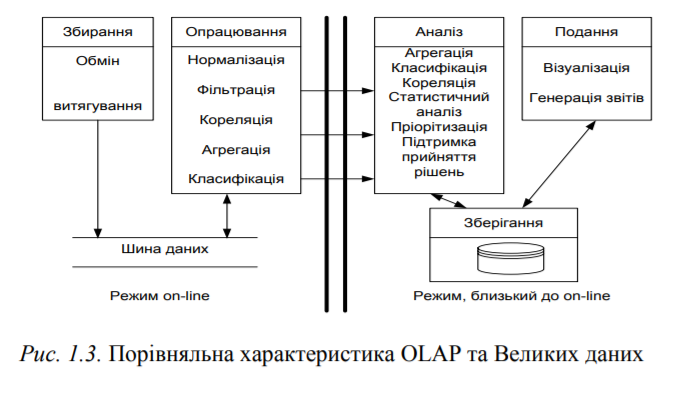 Збирання
Обмін
витягування
Опрацювання
Нормалізація
Фільтрація
Кореляція
Агрегація
Класифікація
Шина даних
Режим on-line
Аналіз
Агрегація
Класифікація
Кореляція
Статистичний
аналіз
Пріорітизація
Підтримка
прийняття
рішень
Подання
Візуалізація
Генерація звітів
Зберігання
Режим, близький до on-line
Рис. 1.3. Порівняльна характеристика OLAP та Великих даних